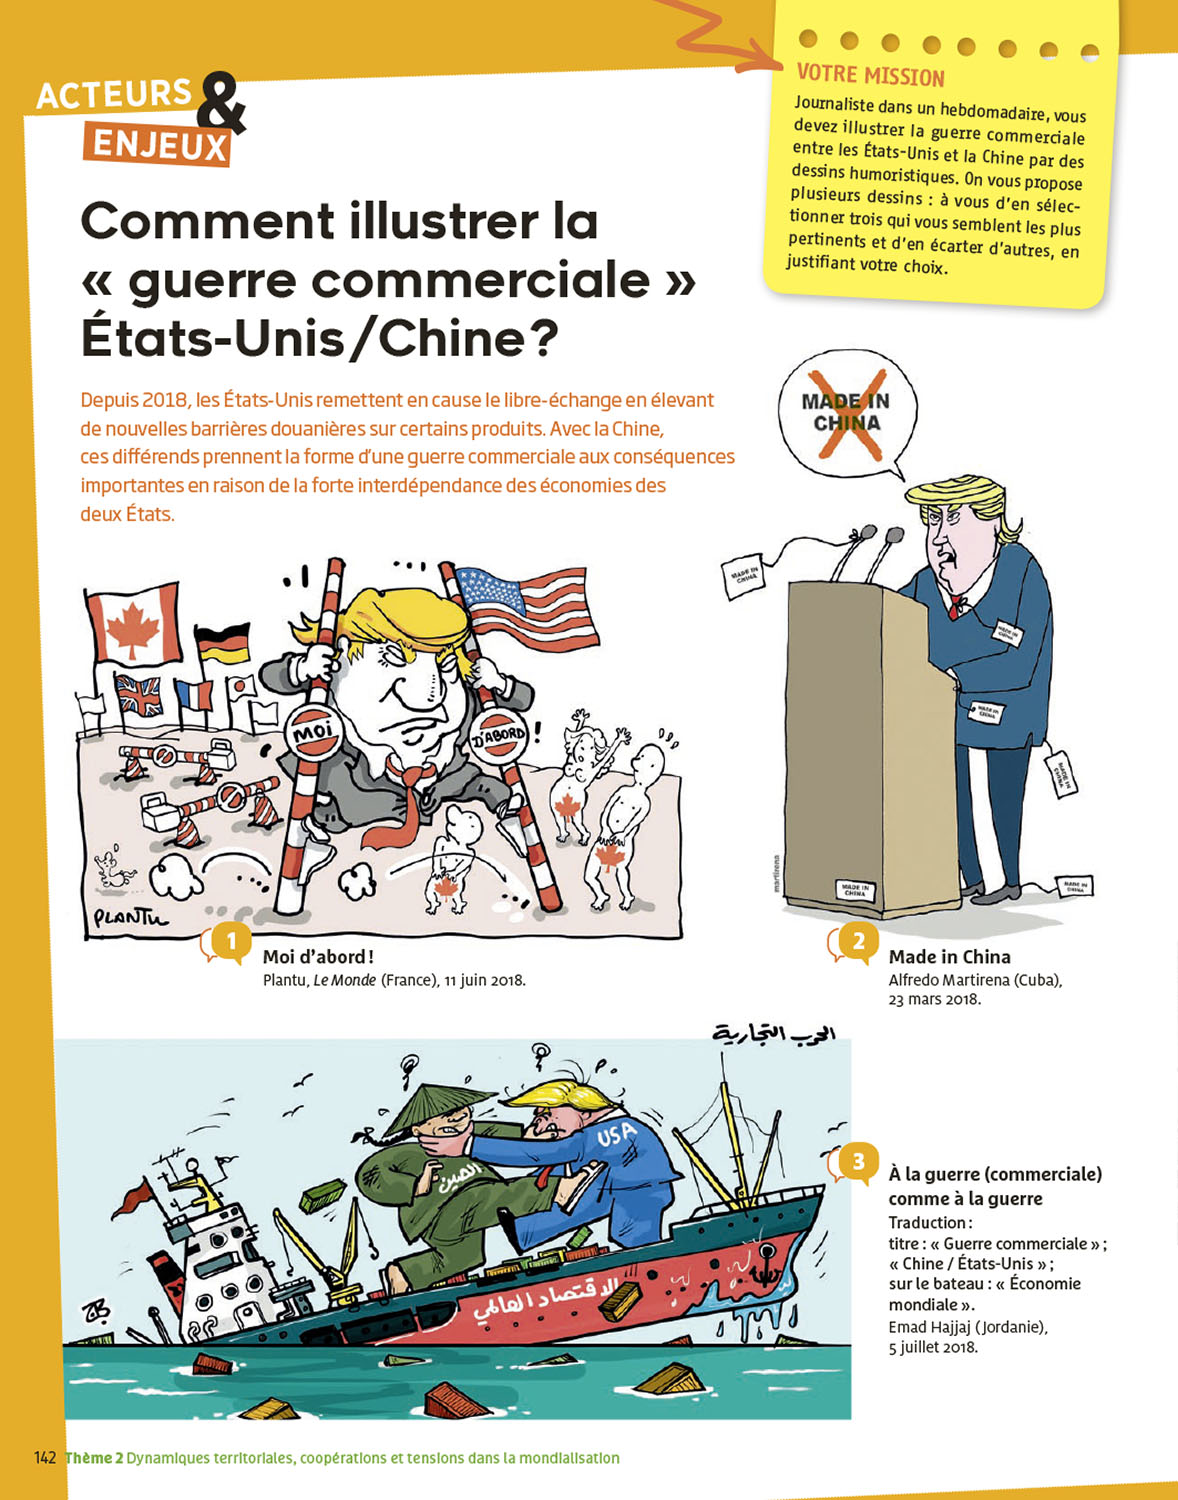 ACTEURS &
ENJEUX
VOTRE MISSION
Journaliste dans un hebdomadaire, vous
devez illustrer la guerre commerciale
entre les États-Unis et la Chine par des
dessins humoristiques. On vous propose
plusieurs dessins : à vous d'en sélec-
tionner trois qui vous semblent les plus
pertinents et d'en écarter d'autres, en
justifiant votre choix.
Comment illustrer la
« guerre commerciale »
États-Unis/Chine ?
Depuis 2018, les États-Unis remettent en cause le libre-échange en élevant
de nouvelles barrières douanières sur certains produits. Avec la Chine,
ces différends prennent la forme d'une guerre commerciale aux conséquences
importantes en raison de la forte interdépendance des économies des
deux États.
MOI
D'ABORD !
PLANTU
1
Moi d'abord !
Plantu, Le Monde (France), 11 juin 2018.
MADE IN
CHINA
MADE IN
CHINA
MADE IN
CHINA
MADE IN
CHINA
MADE IN
CHINA
MADE IN
CHINA
MADE IN
CHINA
martirena
2
Made in China
Alfredo Martirena (Cuba),
23 mars 2018.
الحرب التجارية
USA
الصين
الاقتصاد العالمي
3
À la guerre (commerciale)
comme à la guerre
Traduction :
titre : « Guerre commerciale » ;
« Chine / États-Unis » ;
sur le bateau : « Économie
mondiale ».
Emad Hajjaj (Jordanie),
5 juillet 2018.
142 Thème 2 Dynamiques territoriales, coopérations et tensions dans la mondialisation